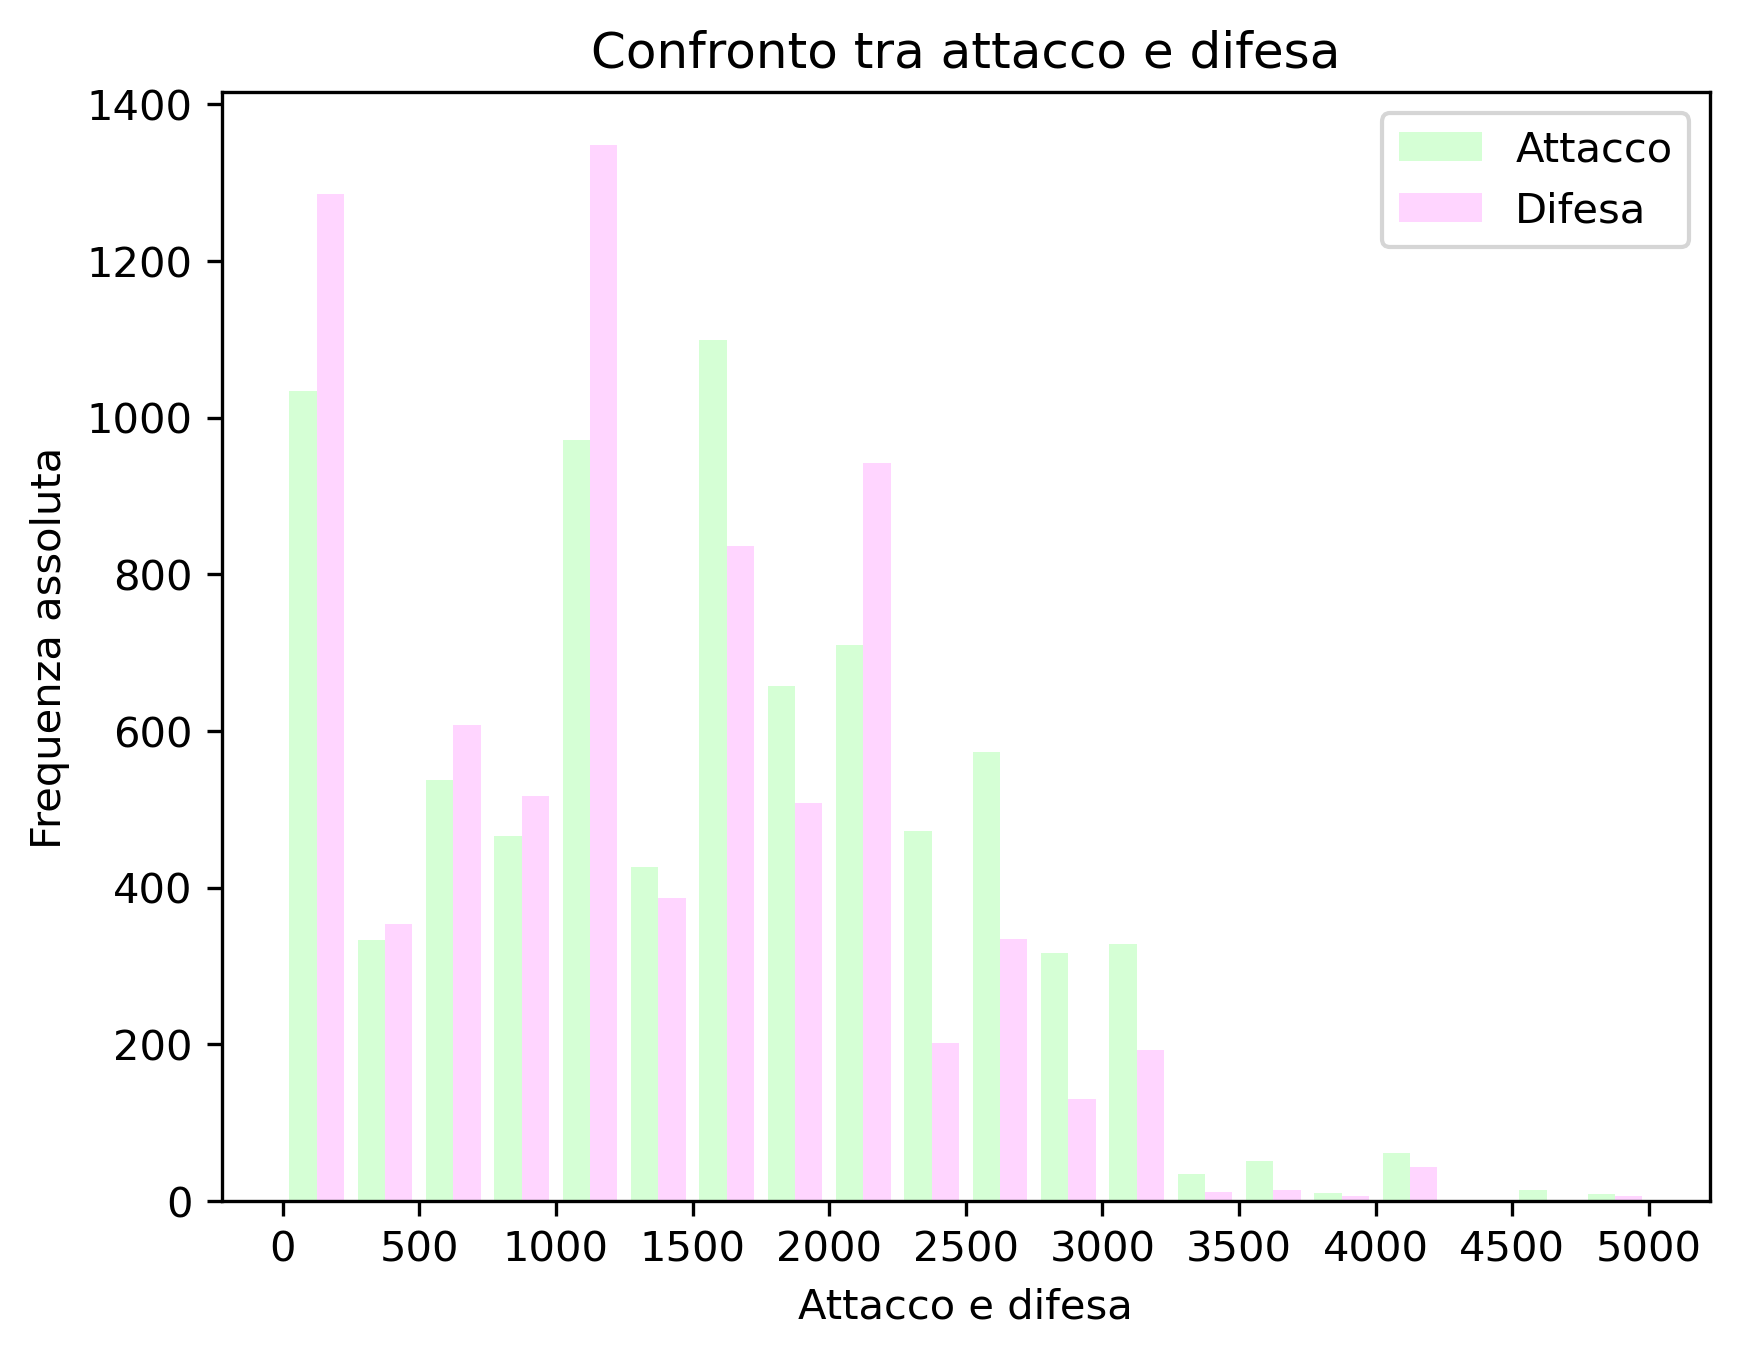 Confronto tra attacco e difesa
1400
1200
1000
800
600
400
200
0
Frequenza assoluta
Attacco
Difesa
0 500 1000 1500 2000 2500 3000 3500 4000 4500 5000
Attacco e difesa